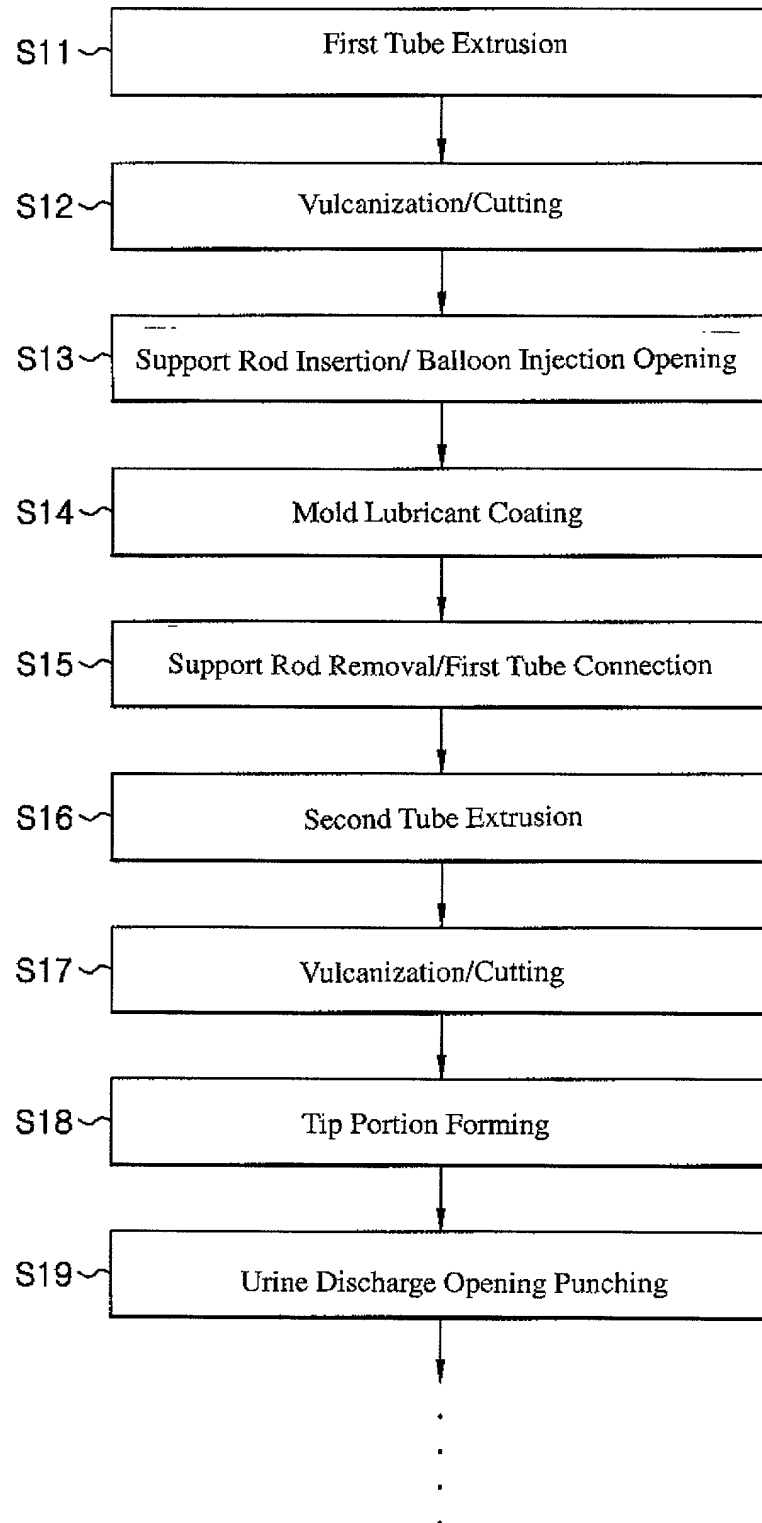 S11 First Tube Extrusion
S12 Vulcanization/Cutting
S13 Support Rod Insertion/ Balloon Injection Opening
S14 Mold Lubricant Coating
S15 Support Rod Removal/First Tube Connection
S16 Second Tube Extrusion
S17 Vulcanization/Cutting
S18 Tip Portion Forming
S19 Urine Discharge Opening Punching